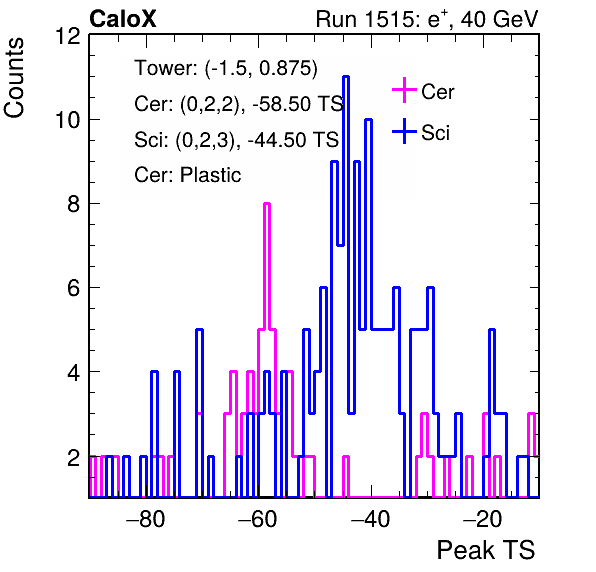 CaloX Run 1515: e⁺, 40 GeV
Counts
12
10
8
6
4
2
Tower: (-1.5, 0.875)
Cer: (0,2,2), -58.50 TS
Sci: (0,2,3), -44.50 TS
Cer: Plastic
Cer
Sci
−80 −60 −40 −20
Peak TS